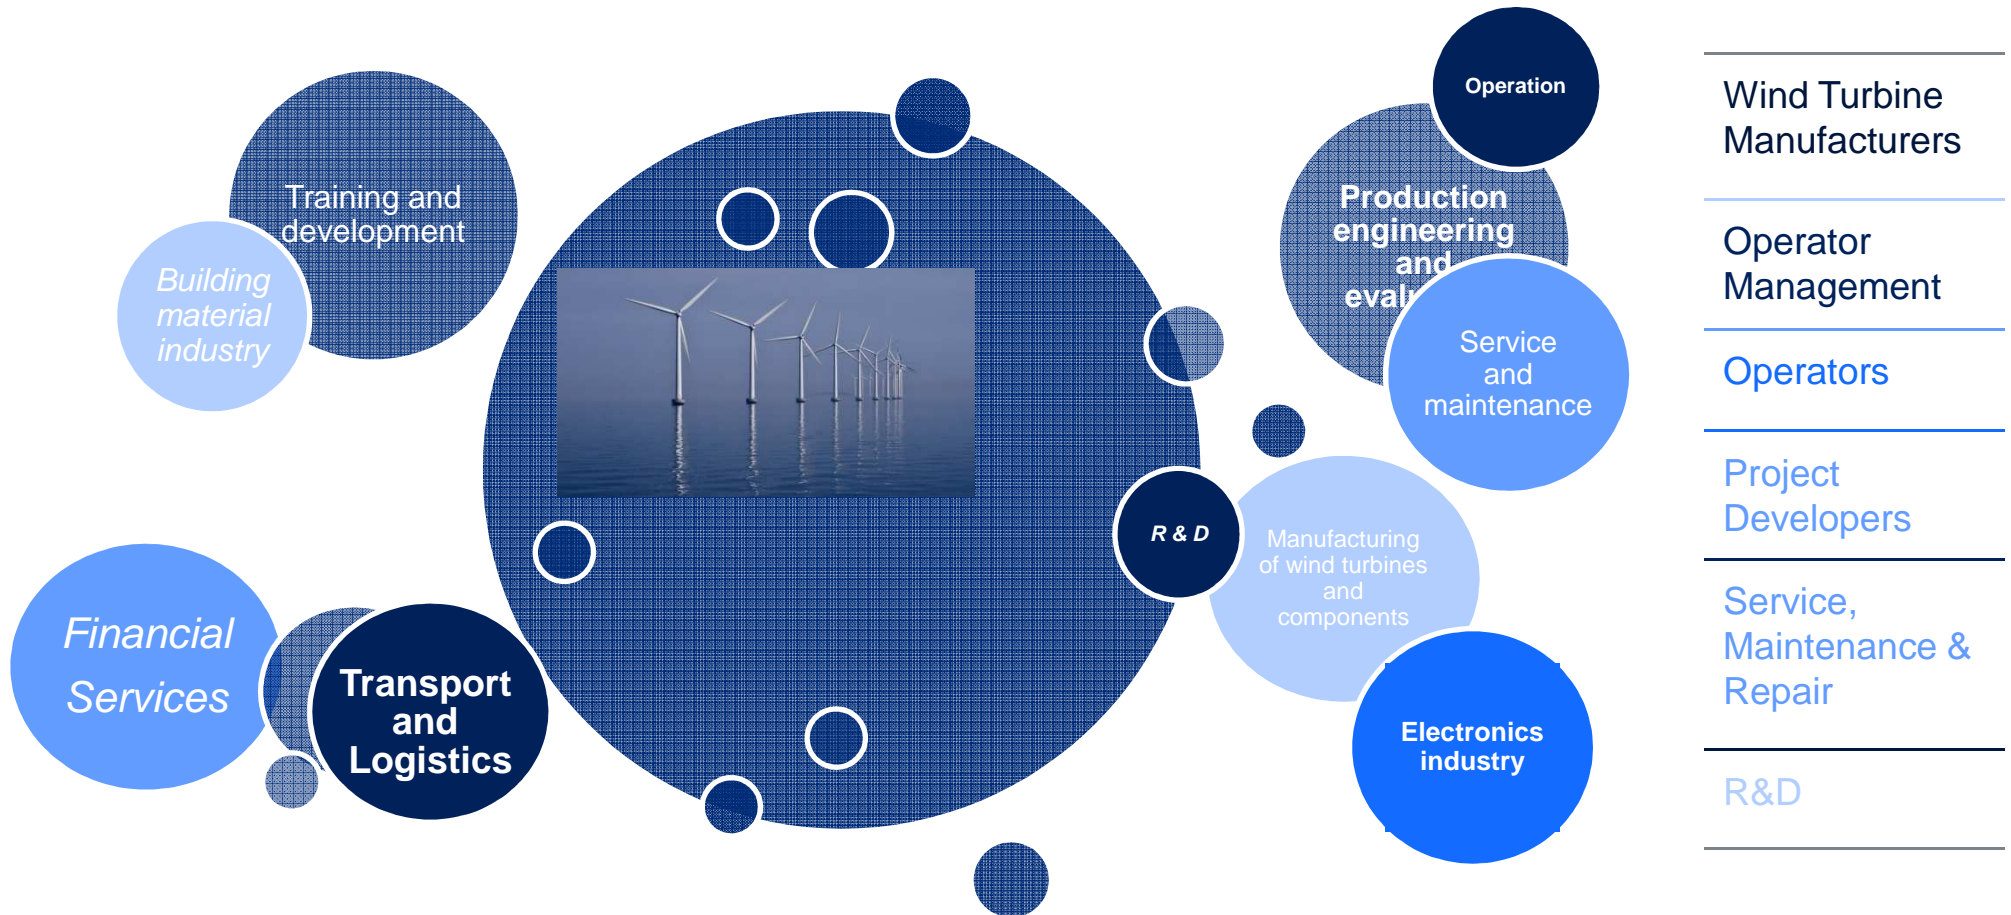 Training and
development
Building
material
industry
Financial
Services
Transport
and
Logistics
Operation
Production
engineering
and
Service
and
maintenance
R & D
Manufacturing
of wind turbines
and
components
Electronics
industry
Wind Turbine
Manufacturers
Operator
Management
Operators
Project
Developers
Service,
Maintenance &
Repair
R&D